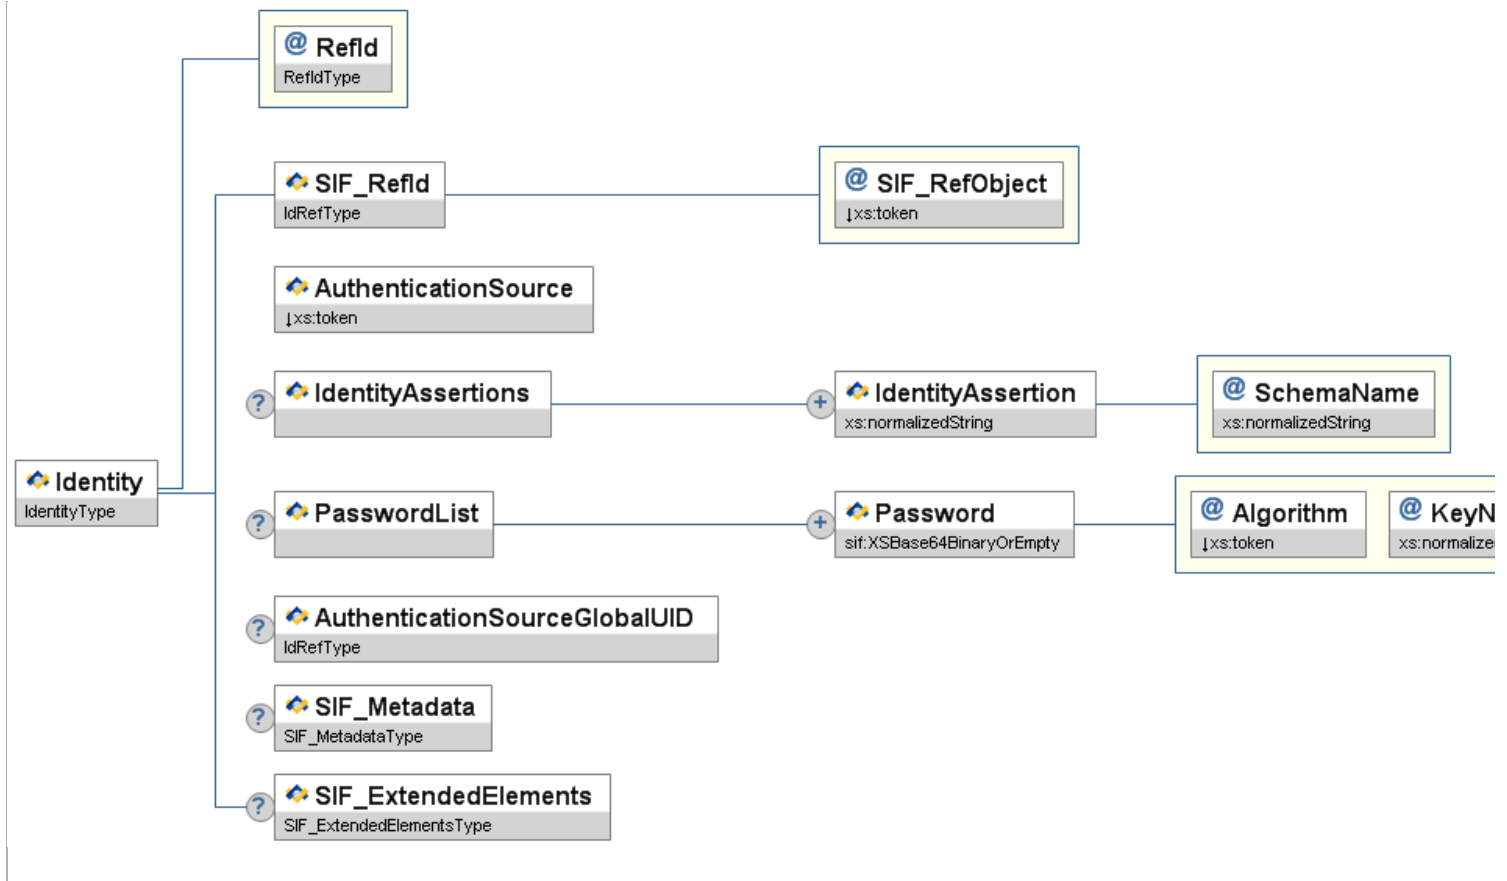 @ RefId
RefIdType
SIF_RefId
IdRefType
@ SIF_RefObject
↓xs:token
AuthenticationSource
↓xs:token
? IdentityAssertions
+ IdentityAssertion
xs:normalizedString
@ SchemaName
xs:normalizedString
Identity
IdentityType
? PasswordList
+ Password
sif:XSBase64BinaryOrEmpty
@ Algorithm
↓xs:token
@
? AuthenticationSourceGlobalUID
IdRefType
? SIF_Metadata
SIF_MetadataType
? SIF_ExtendedElements
SIF_ExtendedElementsType